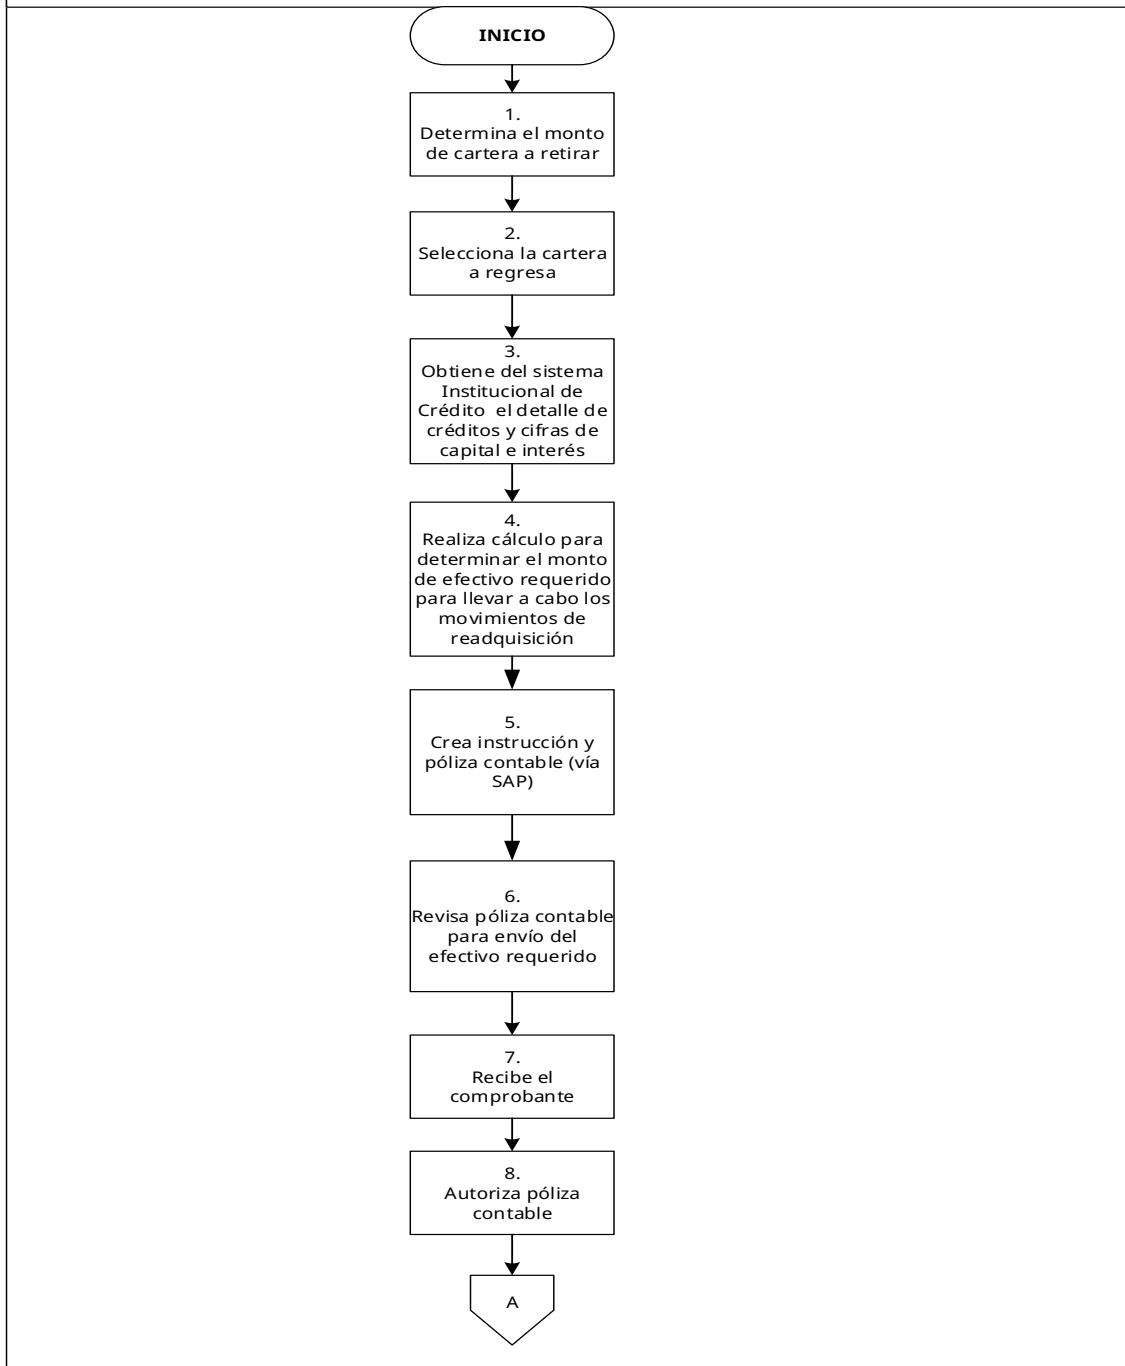 INICIO
1.
Determina el monto
de cartera a retirar
2.
Selecciona la cartera
a regresa
3.
Obtiene del sistema
Institucional de
Crédito el detalle de
créditos y cifras de
capital e interés
4.
Realiza cálculo para
determinar el monto
de efectivo requerido
para llevar a cabo los
movimientos de
readquisición
5.
Crea instrucción y
póliza contable (vía
SAP)
6.
Revisa póliza contable
para envío del
efectivo requerido
7.
Recibe el
comprobante
8.
Autoriza póliza
contable
A